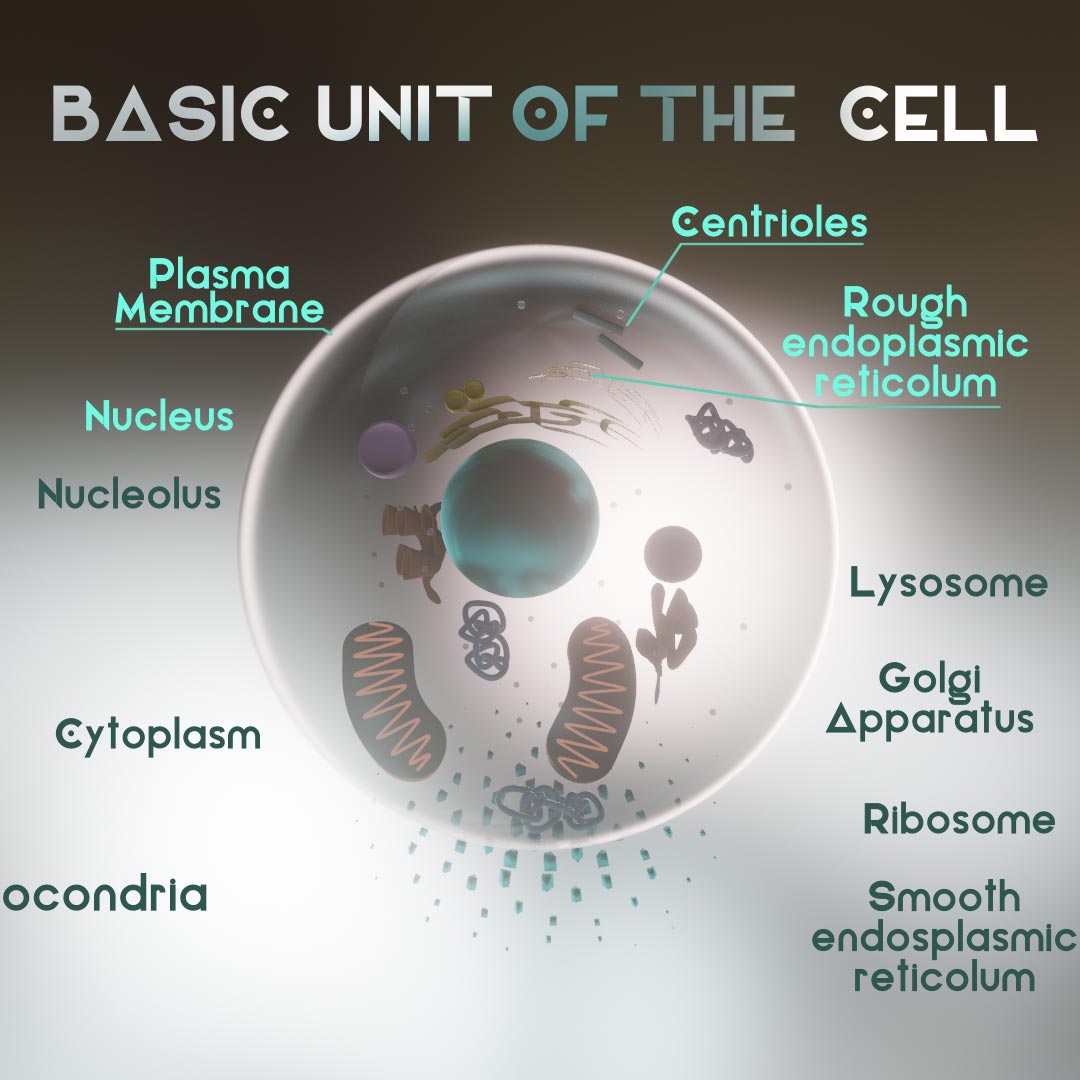 BASIC UNIT OF THE CELL
Centrioles
Plasma
Membrane
Rough
endoplasmic
reticolum
Nucleus
Nucleolus
Lysosome
Golgi
Apparatus
Cytoplasm
Ribosome
ocondria
Smooth
endosplasmic
reticolum